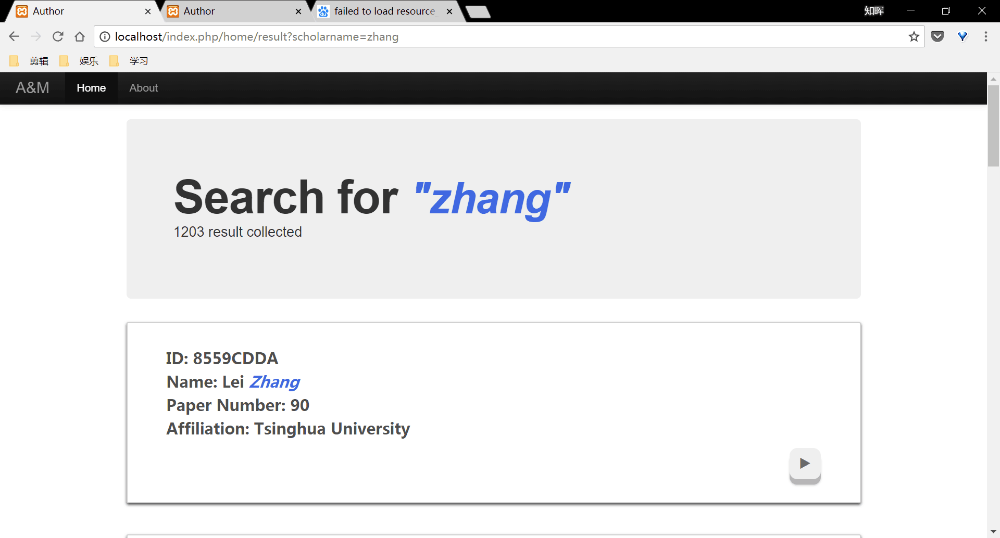 Author
Author
failed to load resource_
知晖
localhost/index.php/home/result?scholarname=zhang
剪辑
娱乐
学习
A&M
Home
About
Search for "zhang"
1203 result collected
ID: 8559CDDA
Name: Lei Zhang
Paper Number: 90
Affiliation: Tsinghua University